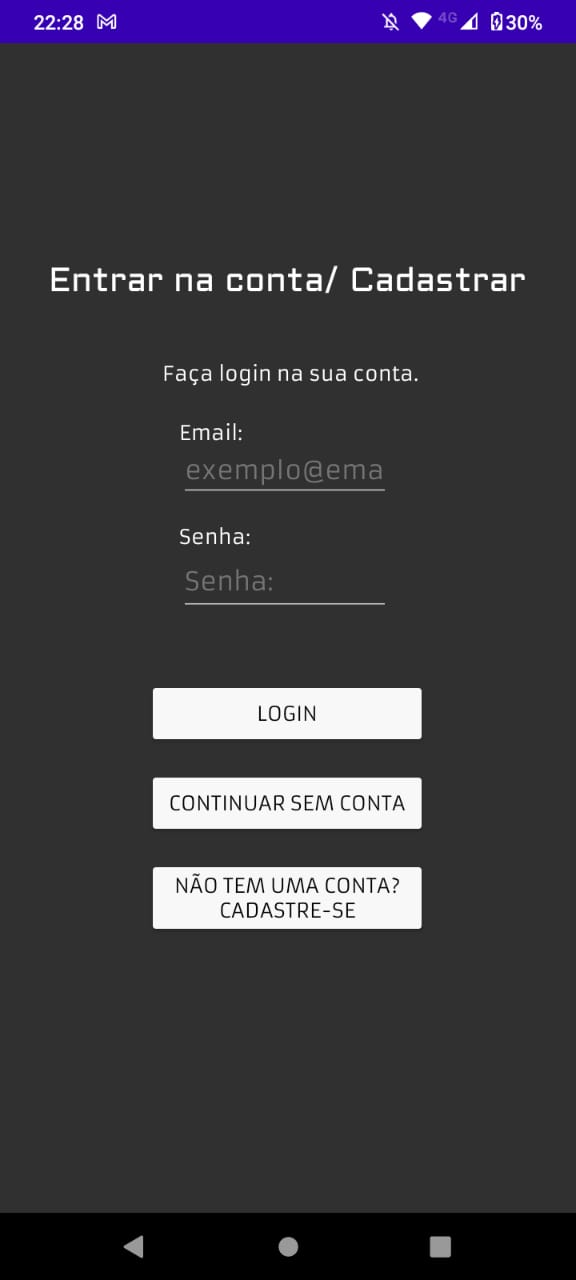 22:28 4G 30%
Entrar na conta/ Cadastrar
Faça login na sua conta.
Email:
exemplo@ema
Senha:
Senha:
LOGIN
CONTINUAR SEM CONTA
NÃO TEM UMA CONTA?
CADASTRE-SE